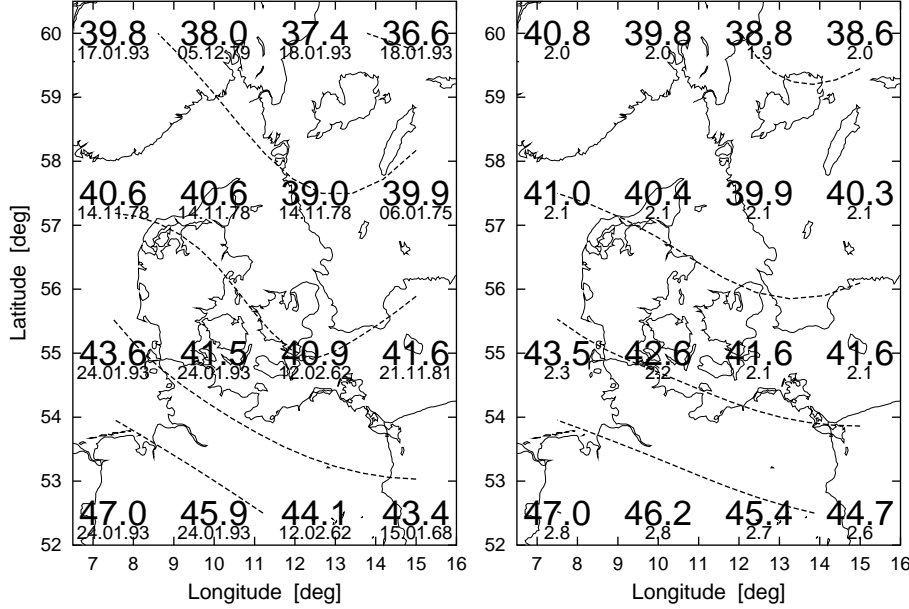 60
39.8 38.0 37.4 36.6
17.01.93 05.12.79 18.01.93 18.01.93
59
58
40.6 40.6 39.0 39.9
14.11.78 14.11.78 14.11.78 06.01.75
57
56
55
43.6 41.5 40.9 41.6
24.01.93 24.01.93 12.02.62 21.11.81
54
53
47.0 45.9 44.1 43.4
24.01.93 24.01.93 12.02.62 15.01.68
52
7 8 9 10 11 12 13 14 15 16
Longitude [deg]
Latitude [deg]
60
40.8 39.8 38.8 38.6
2.0 2.0 1.9 2.0
59
58
41.0 40.4 39.9 40.3
2.1 2.1 2.1 2.1
57
56
55
43.5 42.6 41.6 41.6
2.3 2.2 2.1 2.1
54
53
47.0 46.2 45.4 44.7
2.8 2.8 2.7 2.6
52
7 8 9 10 11 12 13 14 15 16
Longitude [deg]